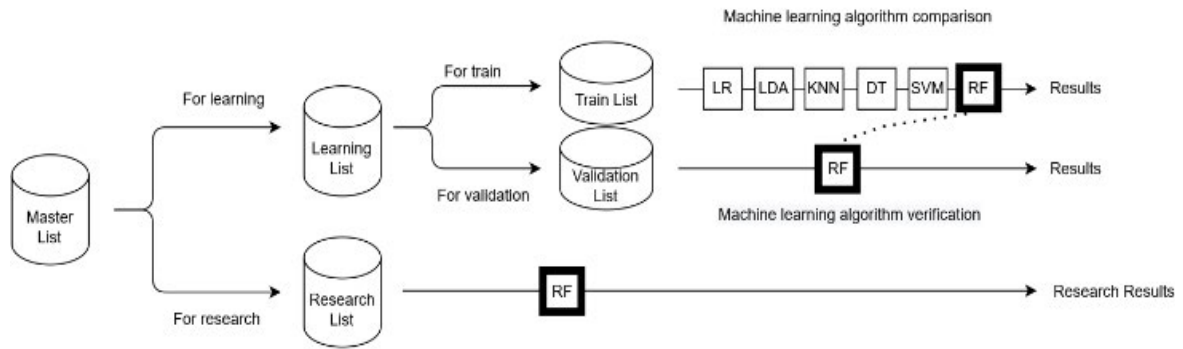 Machine learning algorithm comparison
For train
Train List
LR LDA KNN DT SVM RF
Results
For learning
Learning
List
For validation
Validation
List
RF
Results
Machine learning algorithm verification
Master
List
For research
Research
List
RF
Research Results